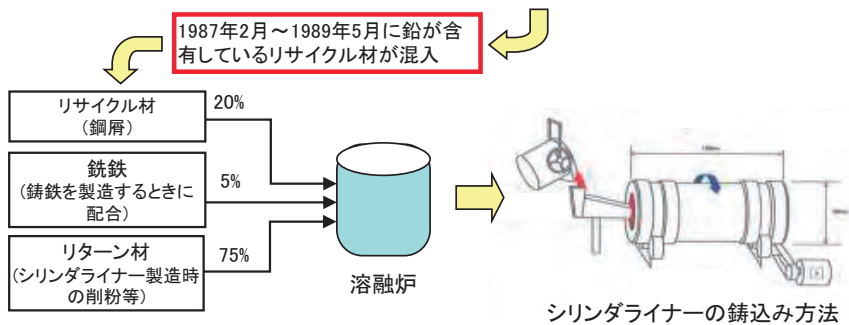 1987年2月～1989年5月に鉛が含
有しているリサイクル材が混入
リサイクル材
(鋼屑)
20%
銑鉄
(鋳鉄を製造するときに
配合)
5%
リターン材
(シリンダライナー製造時
の削粉等)
75%
溶融炉
シリンダライナーの鋳込み方法